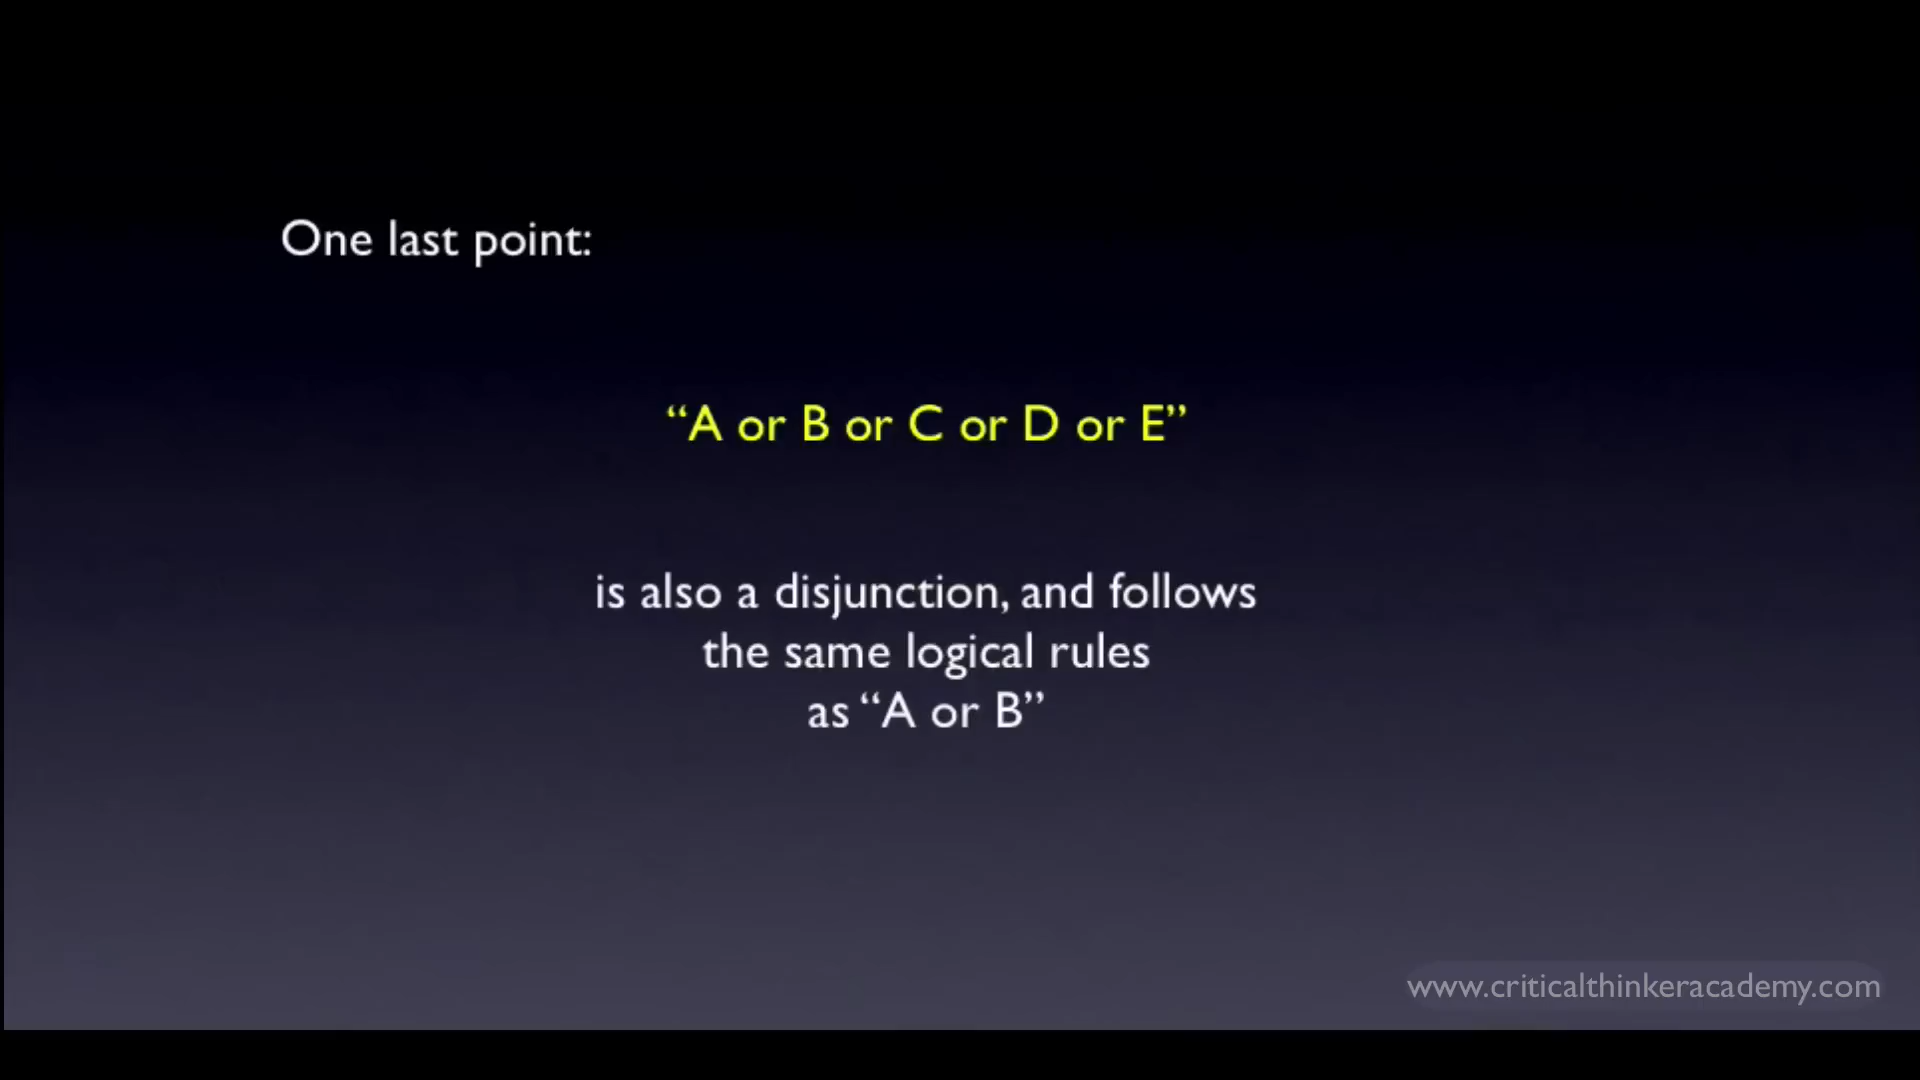 One last point:
“A or B or C or D or E”
is also a disjunction, and follows
the same logical rules
as “A or B”
www.criticalthinkeracademy.com